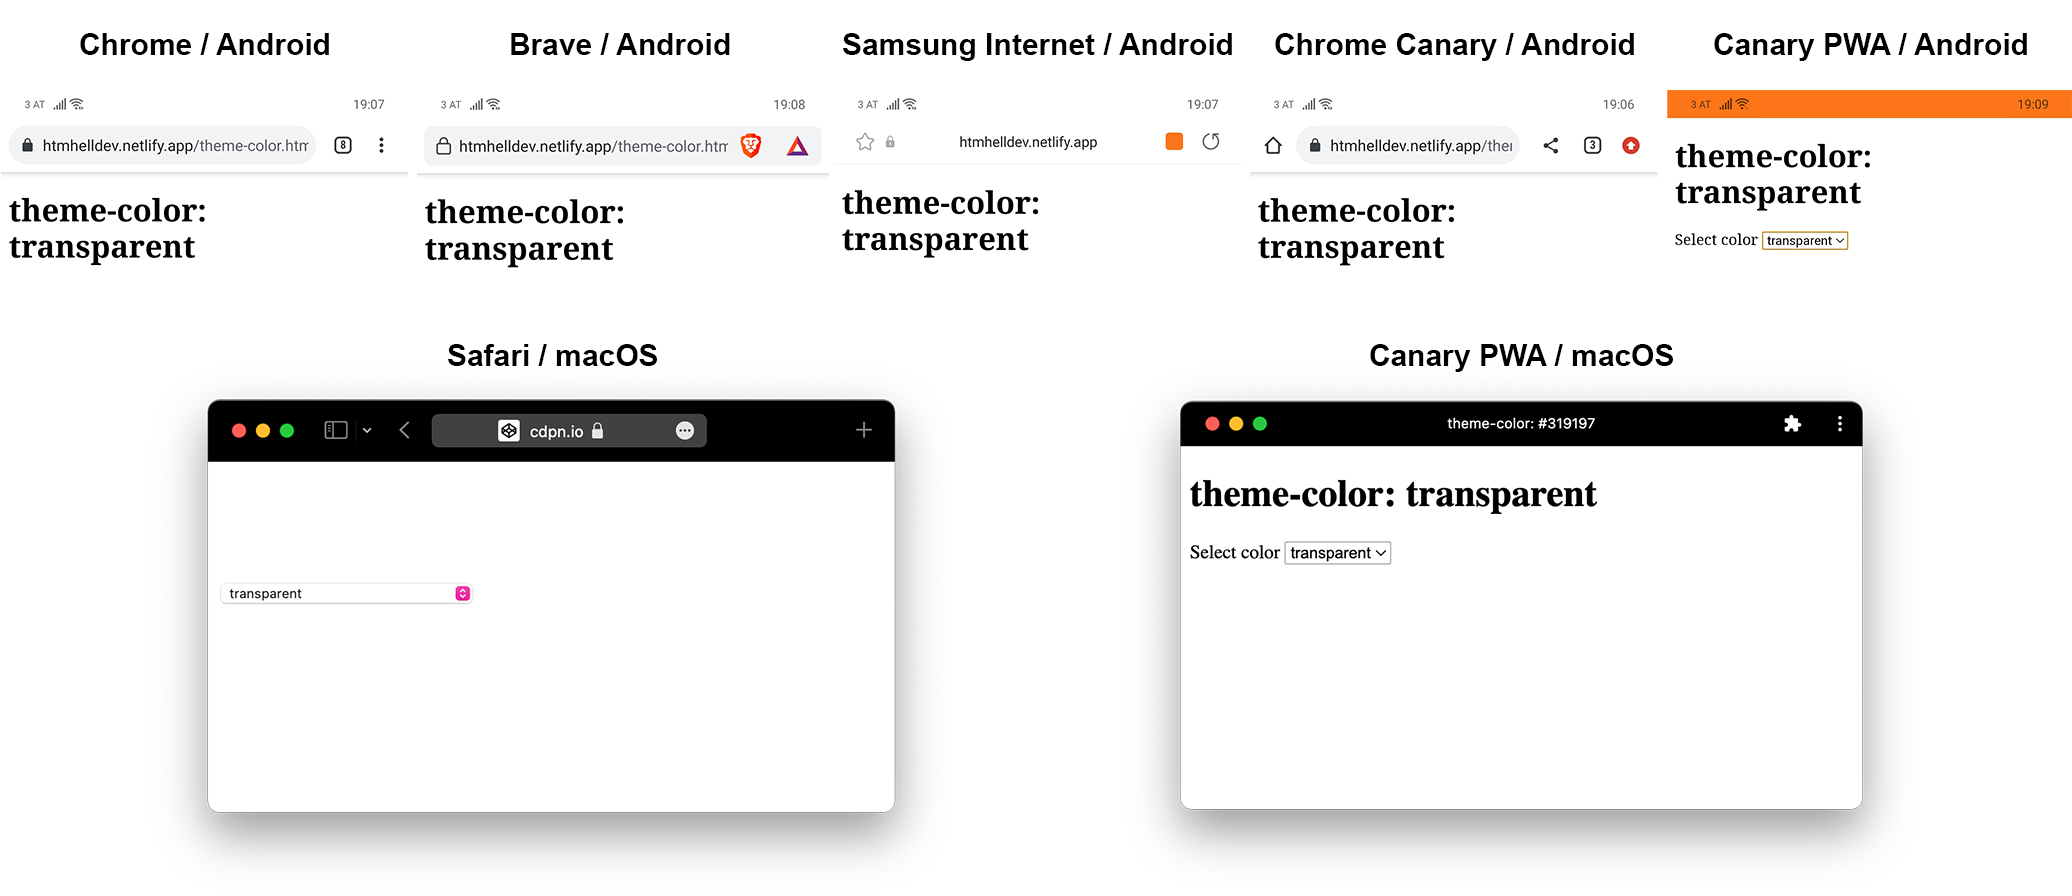 Chrome / Android
Brave / Android
Samsung Internet / Android
Chrome Canary / Android
Canary PWA / Android
3 AT 19:07
htmhelldev.netlify.app/theme-color.htm
8
theme-color:
transparent
3 AT 19:08
htmhelldev.netlify.app/theme-color.htm
theme-color:
transparent
3 AT 19:07
htmhelldev.netlify.app
theme-color:
transparent
3 AT 19:06
htmhelldev.netlify.app/the
3
theme-color:
transparent
3 AT 19:09
theme-color:
transparent
Select color transparent
Safari / macOS
Canary PWA / macOS
cdpn.io
transparent
theme-color: #319197
theme-color: transparent
Select color transparent